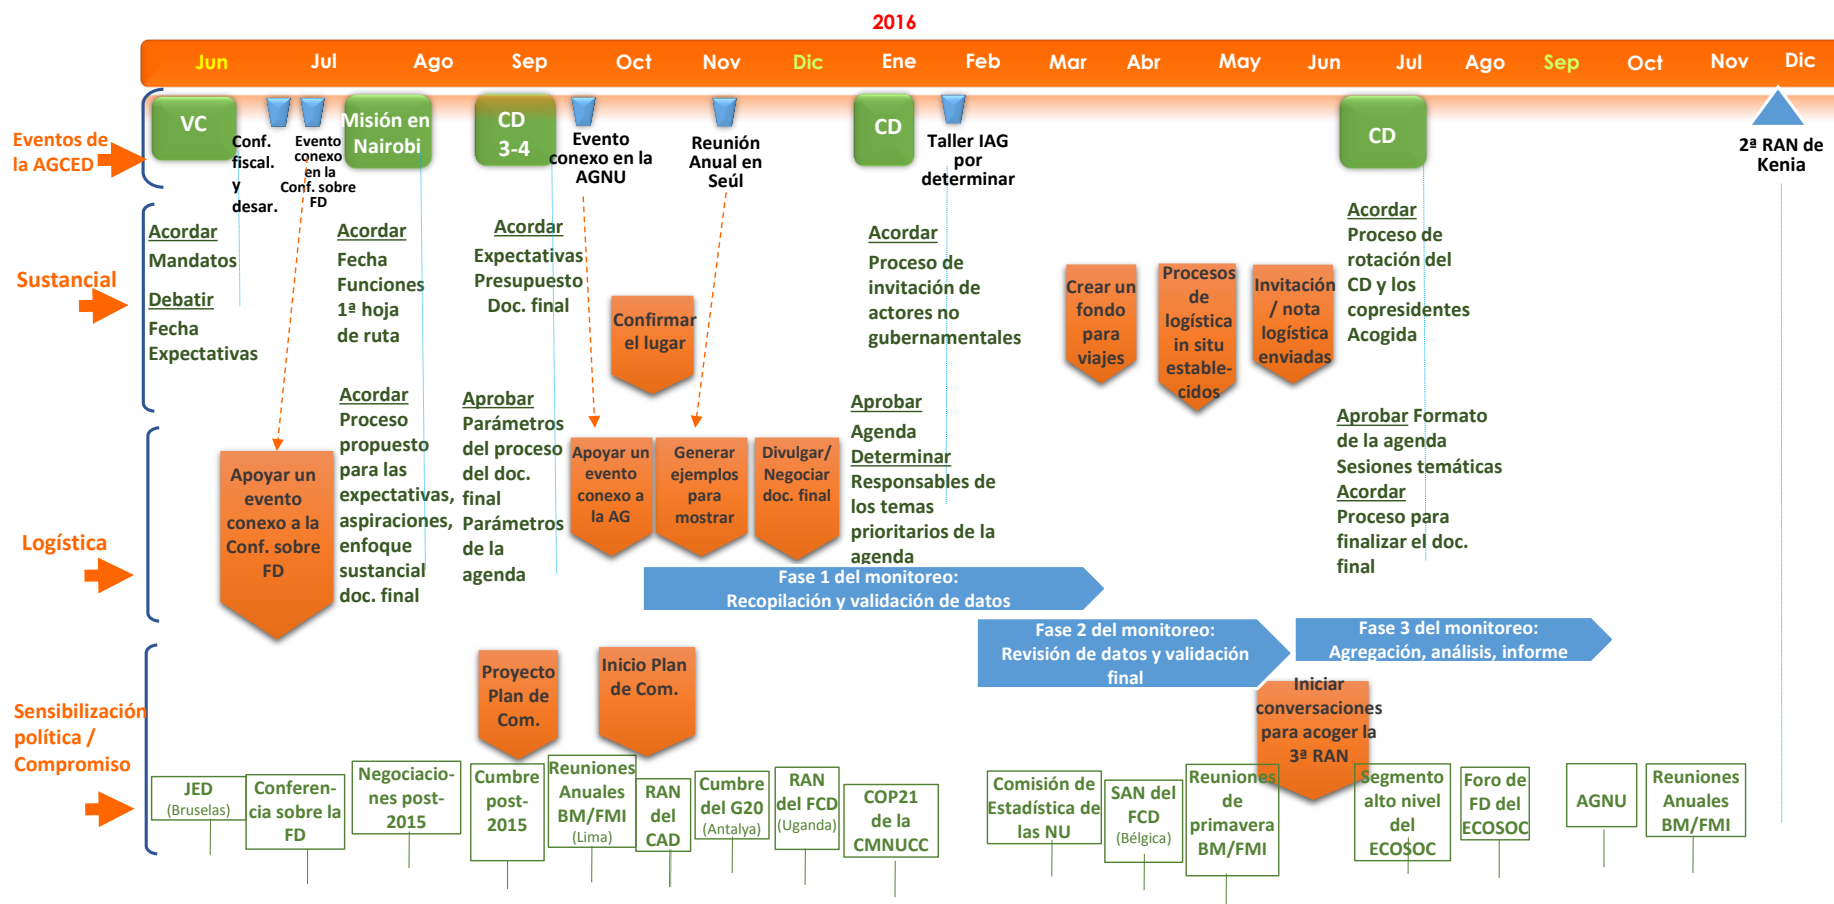 2016
Jun Jul Ago Sep Oct Nov Dic Ene Feb Mar Abr May Jun Jul Ago Sep Oct Nov Dic
Eventos de
la AGCED
VC
Conf.
fiscal.
y
desar.
Evento
conexo
en la
Conf. sobre
FD
Misión en
Nairobi
CD
3-4
Evento
conexo en la
AGNU
Reunión
Anual en
Seúl
CD
Taller IAG
por
determinar
CD
2ª RAN de
Kenia
Sustancial
Acordar
Mandatos
Debatir
Fecha
Expectativas
Acordar
Fecha
Funciones
1ª hoja
de ruta
Acordar
Expectativas
Presupuesto
Doc. final
Confirmar
el lugar
Acordar
Proceso de
invitación de
actores no
gubernamentales
Crear un
fondo
para
viajes
Procesos
de
logística
in situ
estable-
cidos
Invitación
/ nota
logística
enviadas
Acordar
Proceso de
rotación del
CD y los
copresidentes
Acogida
Logística
Apoyar un
evento
conexo a la
Conf. sobre
FD
Acordar
Proceso
propuesto
para las
expectativas,
aspiraciones,
enfoque
sustancial
doc. final
Aprobar
Parámetros
del proceso
del doc.
final
Parámetros
de la
agenda
Apoyar un
evento
conexo a
la AG
Generar
ejemplos
para
mostrar
Divulgar/
Negociar
doc. final
Aprobar
Agenda
Determinar
Responsables de
los temas
prioritarios de la
agenda
Aprobar Formato
de la agenda
Sesiones temáticas
Acordar
Proceso para
finalizar el doc.
final
Fase 1 del monitoreo:
Recopilación y validación de datos
Fase 2 del monitoreo:
Revisión de datos y validación
final
Fase 3 del monitoreo:
Agregación, análisis, informe
Sensibilización
política /
Compromiso
Proyecto
Plan de
Com.
Inicio Plan
de Com.
Iniciar
conversaciones
para acoger la
3ª RAN
JED
(Bruselas)
Conferen-
cia sobre la
FD
Negociacio-
nes post-
2015
Cumbre
post-
2015
Reuniones
Anuales
BM/FMI
(Lima)
RAN
del
CAD
Cumbre
del G20
(Antalya)
RAN
del FCD
(Uganda)
COP21
de la
CMNUCC
Comisión de
Estadística de
las NU
SAN del
FCD
(Bélgica)
Reuniones
de
primavera
BM/FMI
Segmento
alto nivel
del
ECOSOC
Foro de
FD del
ECOSOC
AGNU
Reuniones
Anuales
BM/FMI